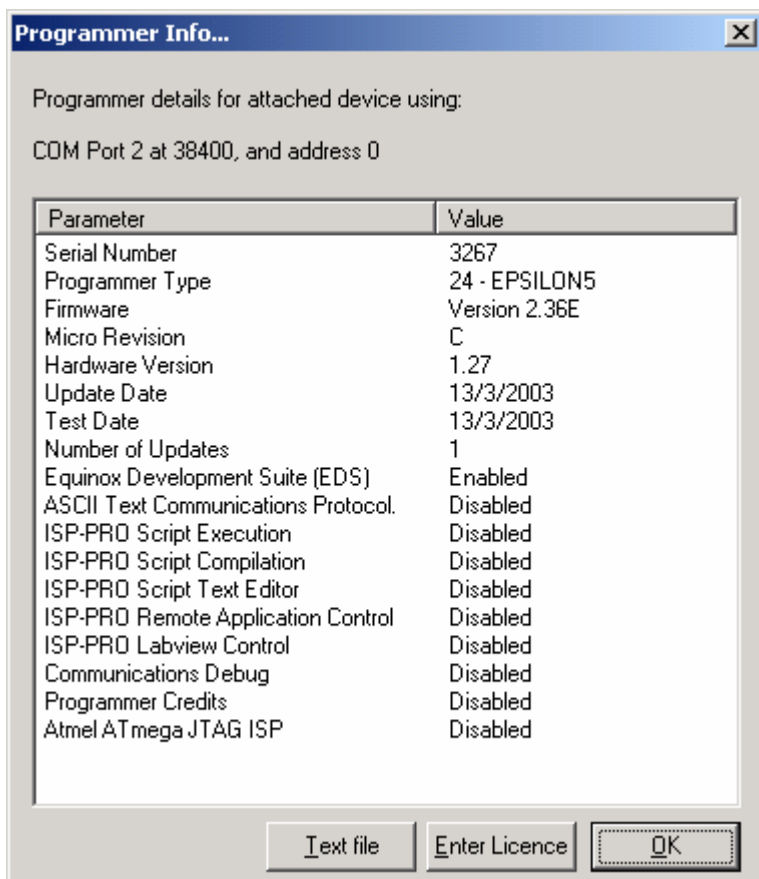 Programmer Info...
Programmer details for attached device using:
COM Port 2 at 38400, and address 0
Parameter Value
Serial Number 3267
Programmer Type 24 - EPSILON5
Firmware Version 2.36E
Micro Revision C
Hardware Version 1.27
Update Date 13/3/2003
Test Date 13/3/2003
Number of Updates 1
Equinox Development Suite (EDS) Enabled
ASCII Text Communications Protocol. Disabled
ISP-PRO Script Execution Disabled
ISP-PRO Script Compilation Disabled
ISP-PRO Script Text Editor Disabled
ISP-PRO Remote Application Control Disabled
ISP-PRO Labview Control Disabled
Communications Debug Disabled
Programmer Credits Disabled
Atmel ATmega JTAG ISP Disabled
Text file Enter Licence OK